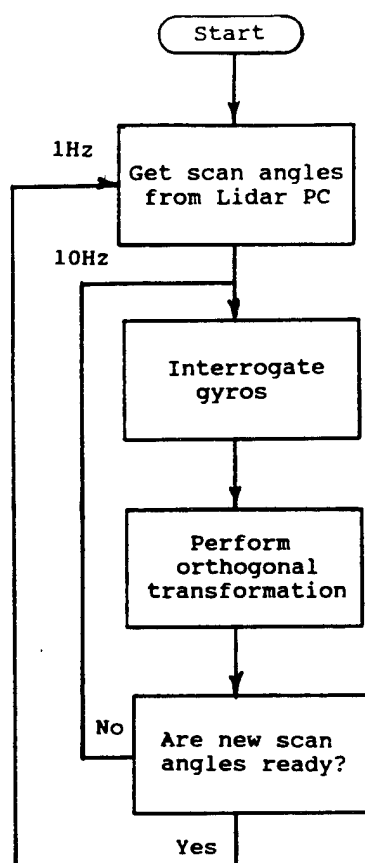 Start
1Hz
Get scan angles
from Lidar PC
10Hz
Interrogate
gyros
Perform
orthogonal
transformation
No
Are new scan
angles ready?
Yes